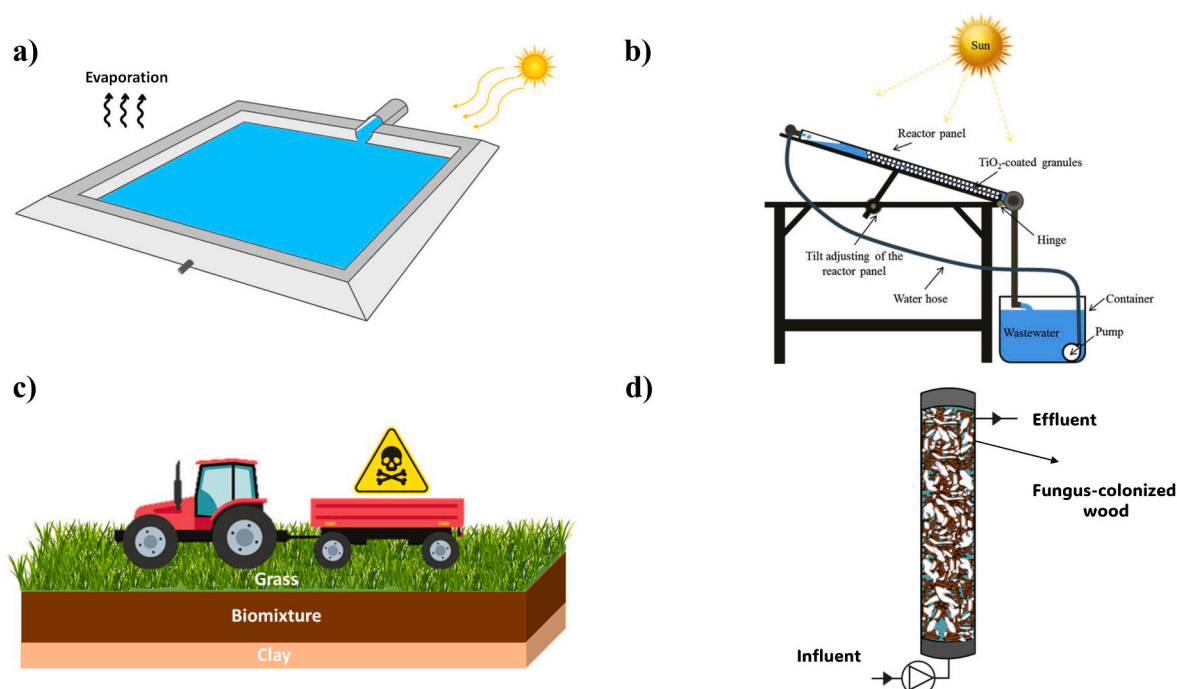 a)
Evaporation
b)
Sun
Reactor panel
TiO₂-coated granules
Hinge
Tilt adjusting of the
reactor panel
Water hose
Container
Wastewater
Pump
c)
Grass
Biomixture
Clay
d)
Effluent
Fungus-colonized
wood
Influent